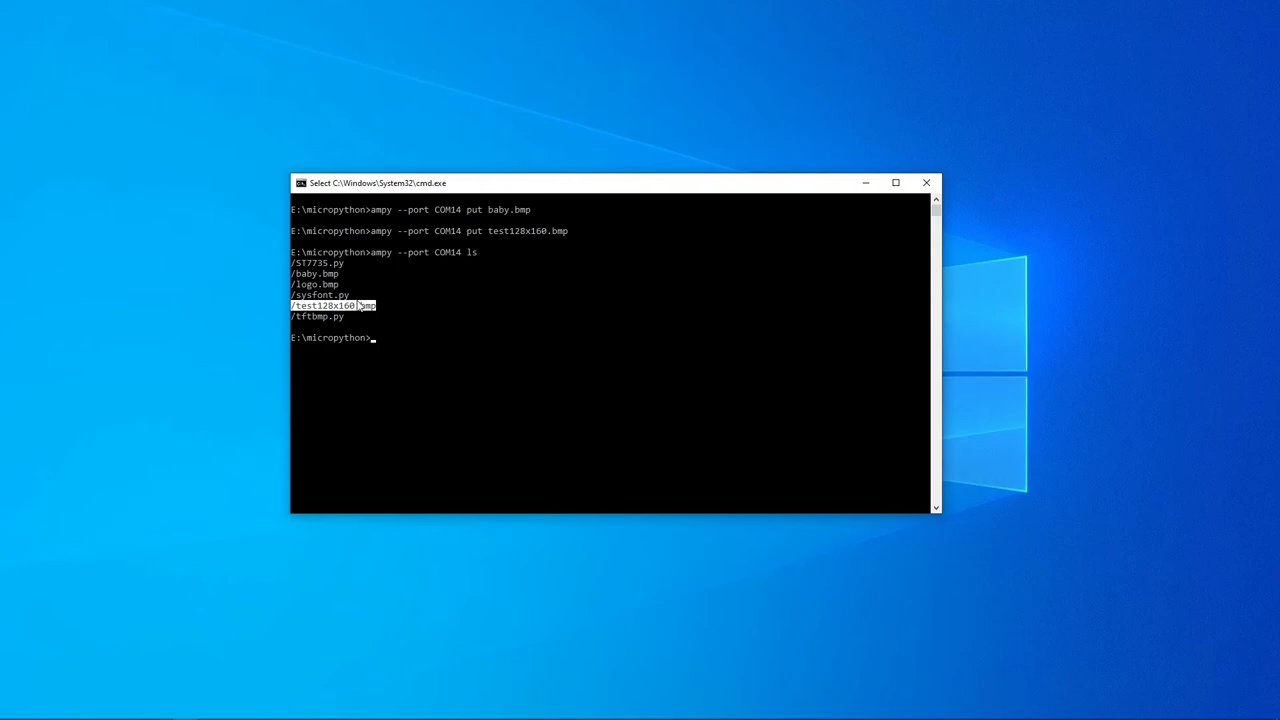 Select C:\Windows\System32\cmd.exe
E:\micropython>ampy --port COM14 put baby.bmp
E:\micropython>ampy --port COM14 put test128x160.bmp
E:\micropython>ampy --port COM14 ls
/ST7735.py
/baby.bmp
/logo.bmp
/sysfont.py
/test128x160.bmp
/tftbmp.py
E:\micropython>